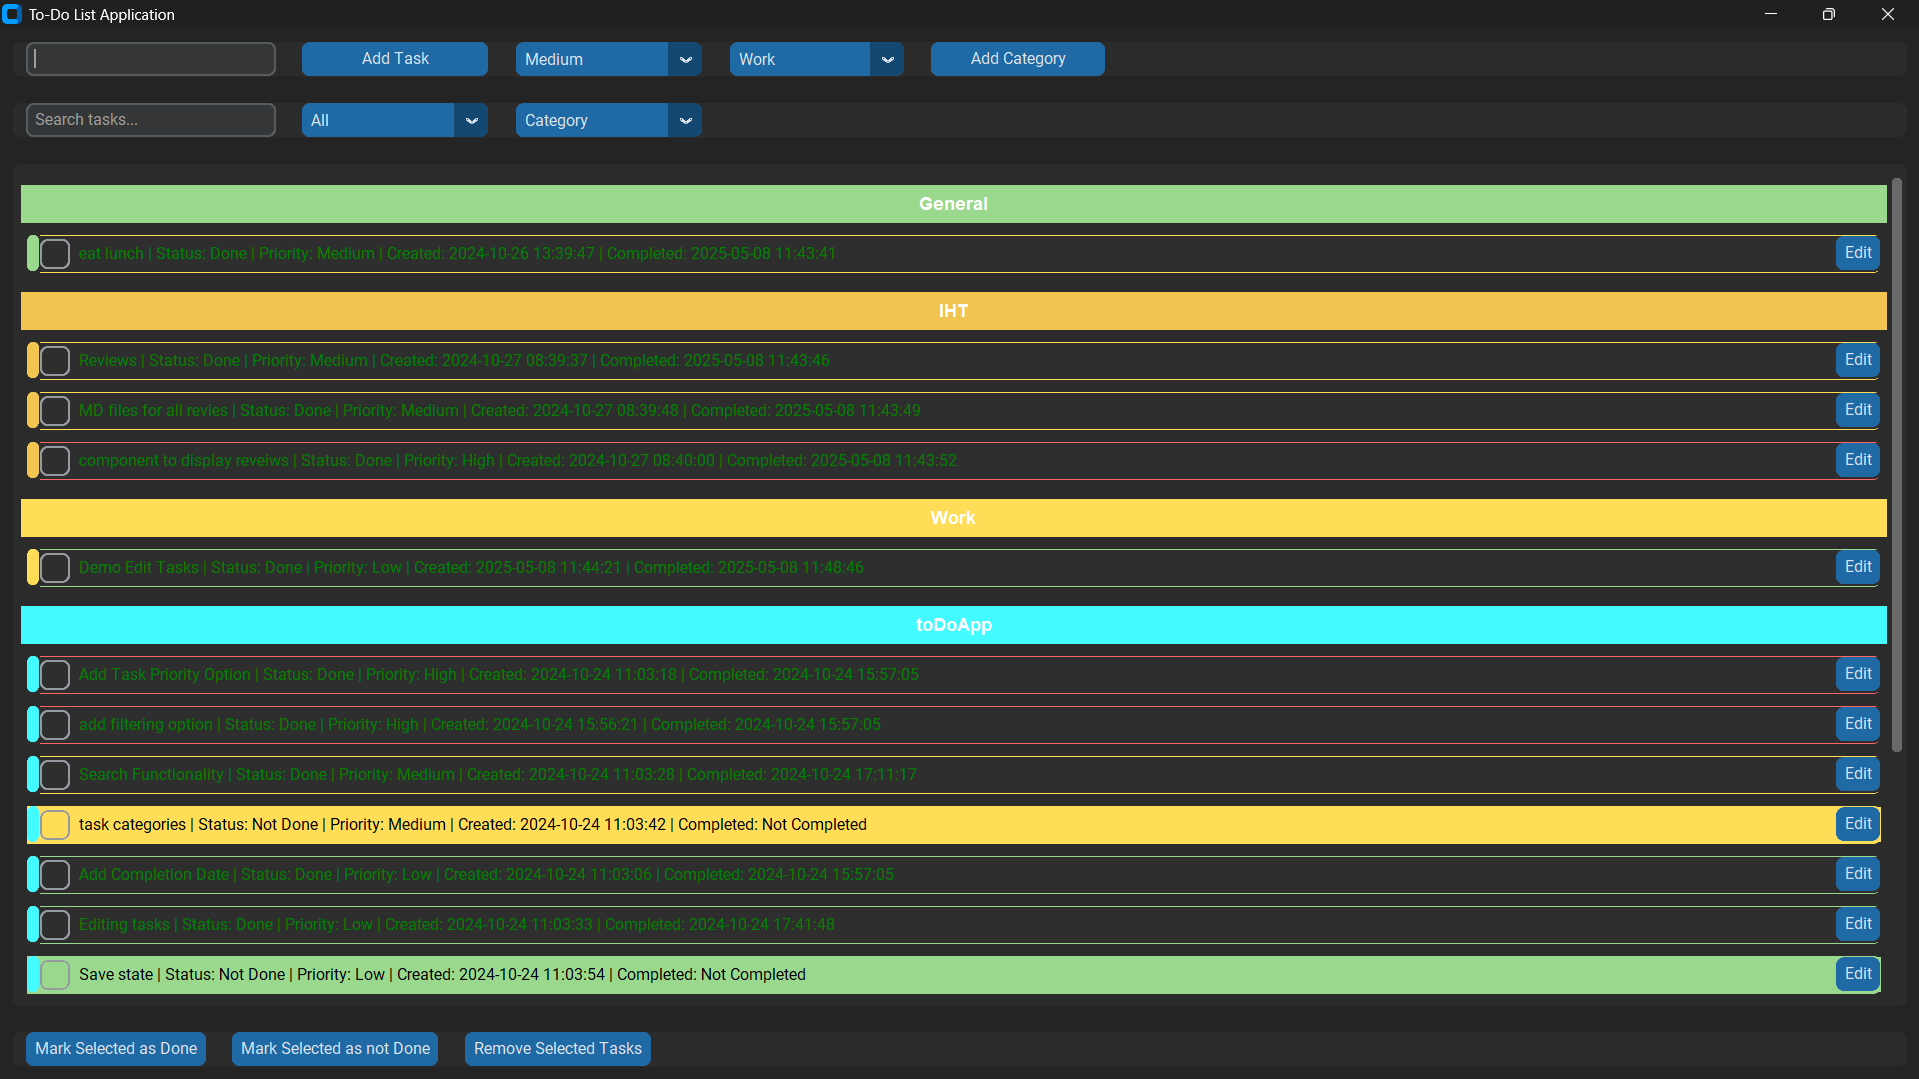 To-Do List Application
Add Task Medium Work Add Category
Search tasks... All Category
General
eat lunch | Status: Done | Priority: Medium | Created: 2024-10-26 13:39:47 | Completed: 2025-05-08 11:43:41 Edit
IHT
Reviews | Status: Done | Priority: Medium | Created: 2024-10-27 08:39:37 | Completed: 2025-05-08 11:43:46 Edit
MD files for all revies | Status: Done | Priority: Medium | Created: 2024-10-27 08:39:48 | Completed: 2025-05-08 11:43:49 Edit
component to display reveiws | Status: Done | Priority: High | Created: 2024-10-27 08:40:00 | Completed: 2025-05-08 11:43:52 Edit
Work
Demo Edit Tasks | Status: Done | Priority: Low | Created: 2025-05-08 11:44:21 | Completed: 2025-05-08 11:48:46 Edit
toDoApp
Add Task Priority Option | Status: Done | Priority: High | Created: 2024-10-24 11:03:18 | Completed: 2024-10-24 15:57:05 Edit
add filtering option | Status: Done | Priority: High | Created: 2024-10-24 15:56:21 | Completed: 2024-10-24 15:57:05 Edit
Search Functionality | Status: Done | Priority: Medium | Created: 2024-10-24 11:03:28 | Completed: 2024-10-24 17:11:17 Edit
task categories | Status: Not Done | Priority: Medium | Created: 2024-10-24 11:03:42 | Completed: Not Completed Edit
Add Completion Date | Status: Done | Priority: Low | Created: 2024-10-24 11:03:06 | Completed: 2024-10-24 15:57:05 Edit
Editing tasks | Status: Done | Priority: Low | Created: 2024-10-24 11:03:33 | Completed: 2024-10-24 17:41:48 Edit
Save state | Status: Not Done | Priority: Low | Created: 2024-10-24 11:03:54 | Completed: Not Completed Edit
Mark Selected as Done Mark Selected as not Done Remove Selected Tasks